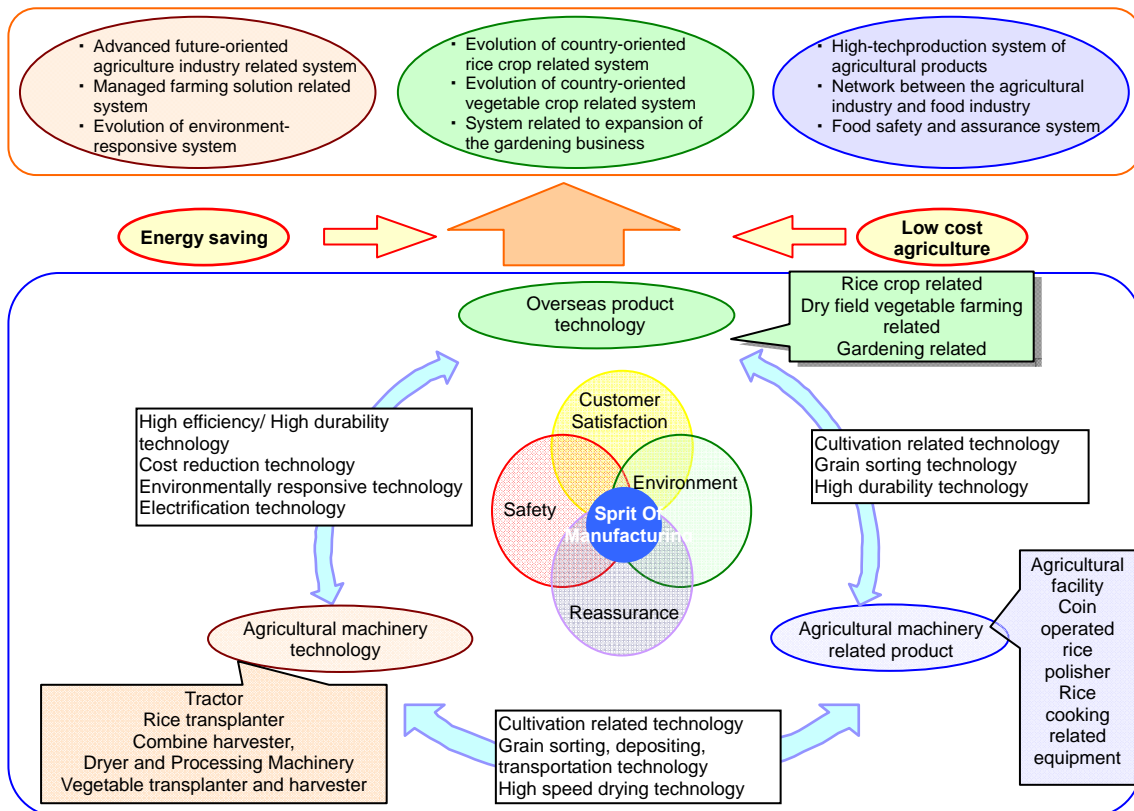 ▪ Advanced future-oriented
agriculture industry related system
▪ Managed farming solution related
system
▪ Evolution of environment-
responsive system
▪ Evolution of country-oriented
rice crop related system
▪ Evolution of country-oriented
vegetable crop related system
▪ System related to expansion of
the gardening business
▪ High-techproduction system of
agricultural products
▪ Network between the agricultural
industry and food industry
▪ Food safety and assurance system
Energy saving
Low cost
agriculture
Overseas product
technology
Rice crop related
Dry field vegetable farming
related
Gardening related
High efficiency/ High durability
technology
Cost reduction technology
Environmentally responsive technology
Electrification technology
Customer
Satisfaction
Environment
Safety
Sprit Of
Manufacturing
Reassurance
Cultivation related technology
Grain sorting technology
High durability technology
Agricultural machinery
technology
Agricultural machinery
related product
Agricultural
facility
Coin
operated
rice
polisher
Rice
cooking
related
equipment
Tractor
Rice transplanter
Combine harvester,
Dryer and Processing Machinery
Vegetable transplanter and harvester
Cultivation related technology
Grain sorting, depositing,
transportation technology
High speed drying technology